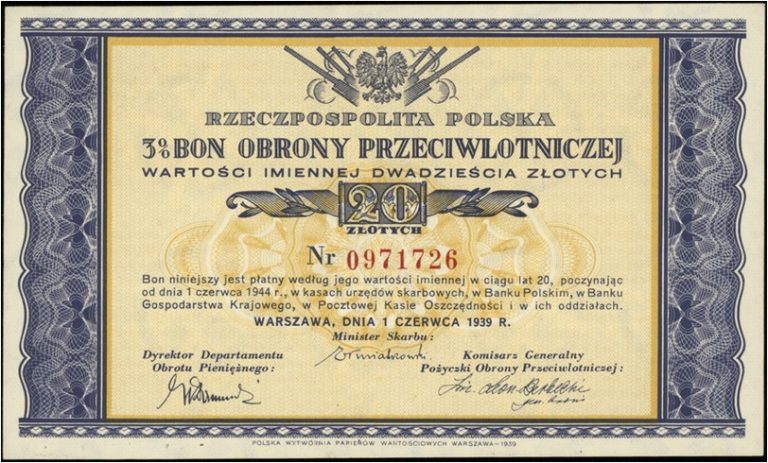 RZECZPOSPOLITA POLSKA
3% BON OBRONY PRZECIWLOTNICZEJ
WARTOŚCI IMIENNEJ DWADZIEŚCIA ZŁOTYCH
20
ZŁOTYCH
Nr 0971726
Bon niniejszy jest płatny według jego wartości imiennej w ciągu lat 20, poczynając
od dnia 1 czerwca 1944 r., w kasach urzędów skarbowych, w Banku Polskim, w Banku
Gospodarstwa Krajowego, w Pocztowej Kasie Oszczędności i w ich oddziałach.
WARSZAWA, DNIA 1 CZERWCA 1939 R.
Minister Skarbu:
Dyrektor Departamentu
Obrotu Pieniężnego:
Komisarz Generalny
Pożyczki Obrony Przeciwlotniczej:
POLSKA WYTWÓRNIA PAPIERÓW WARTOŚCIOWYCH WARSZAWA–1939